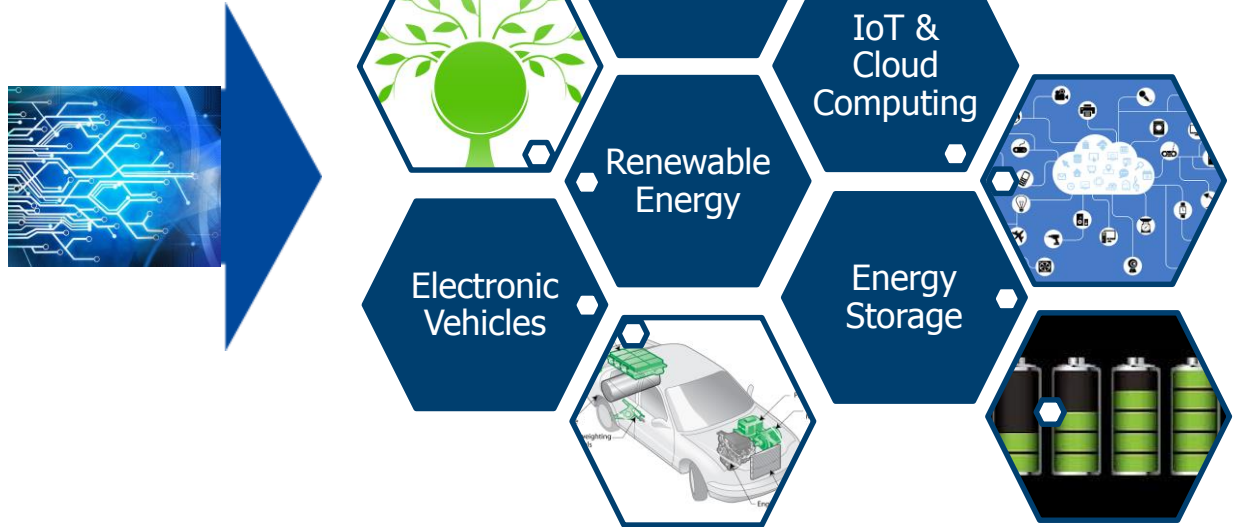 IoT &
Cloud
Computing
Renewable
Energy
Electronic
Vehicles
Energy
Storage